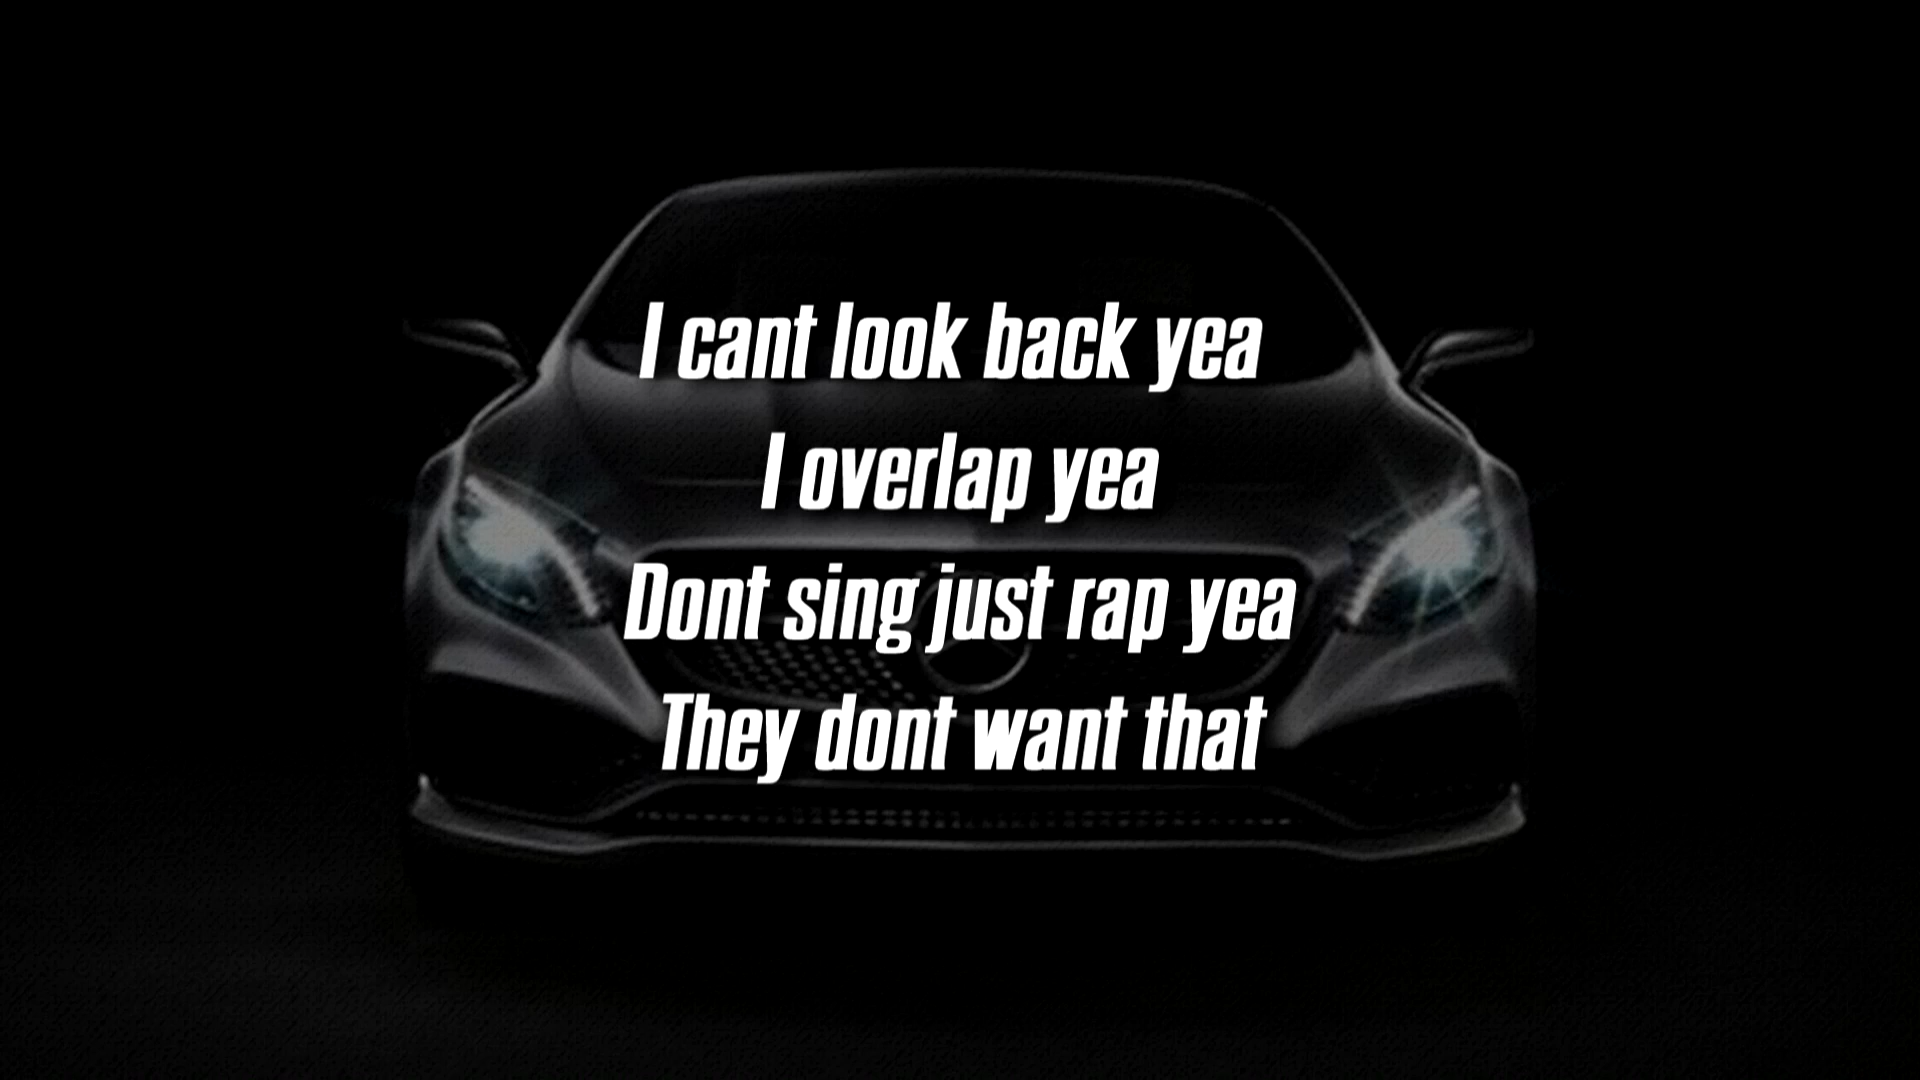 I cant look back yea
I overlap yea
Dont sing just rap yea
They dont want that